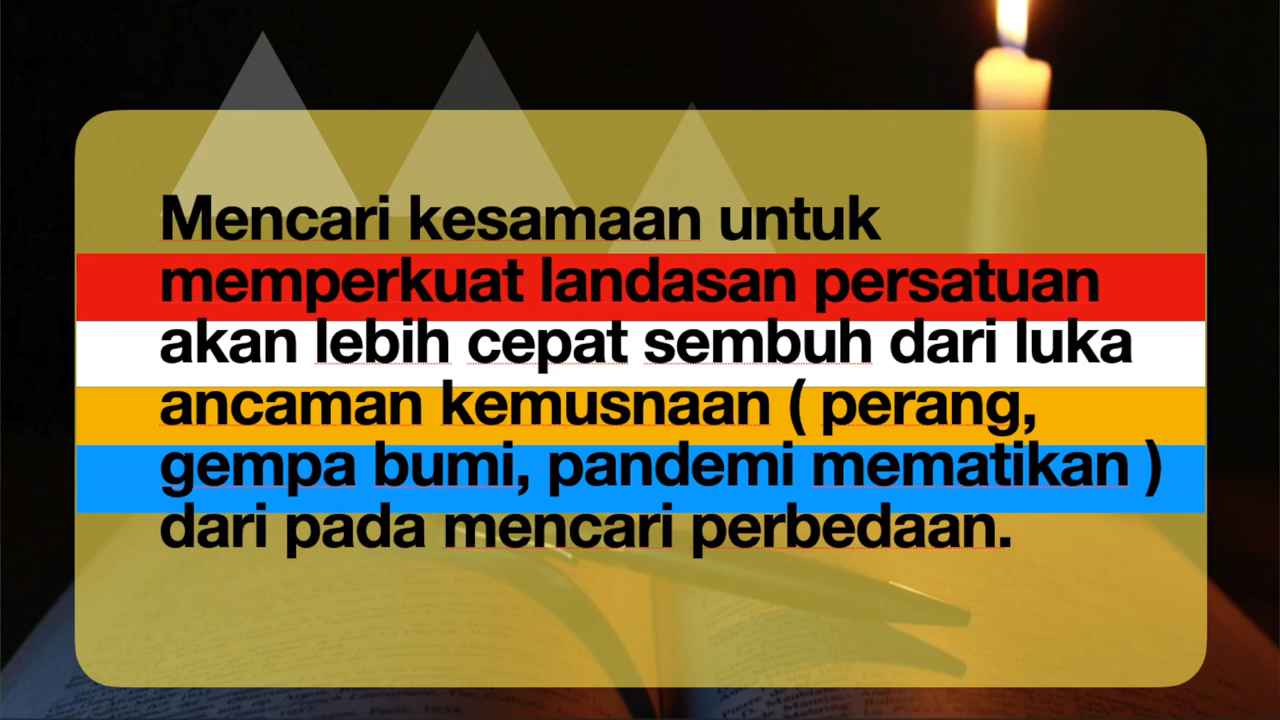 Mencari kesamaan untuk
memperkuat landasan persatuan
akan lebih cepat sembuh dari luka
ancaman kemusnaan ( perang,
gempa bumi, pandemi mematikan )
dari pada mencari perbedaan.